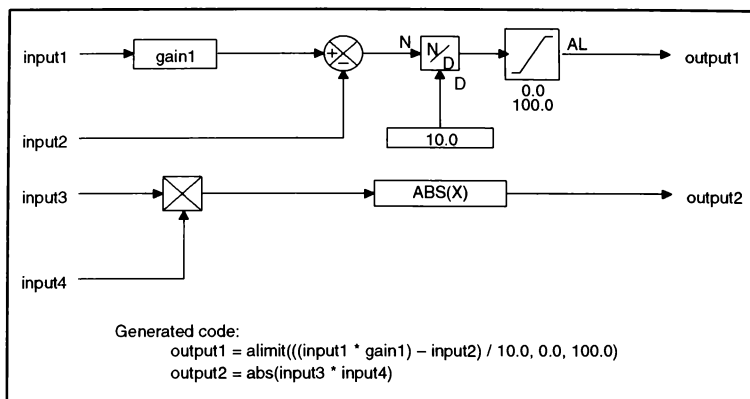 input1
gain1
+
−
N
N/D
D
AL
output1
0.0
100.0
input2
10.0
input3
ABS(X)
output2
input4
Generated code:
output1 = alimit(((input1 * gain1) – input2) / 10.0, 0.0, 100.0)
output2 = abs(input3 * input4)